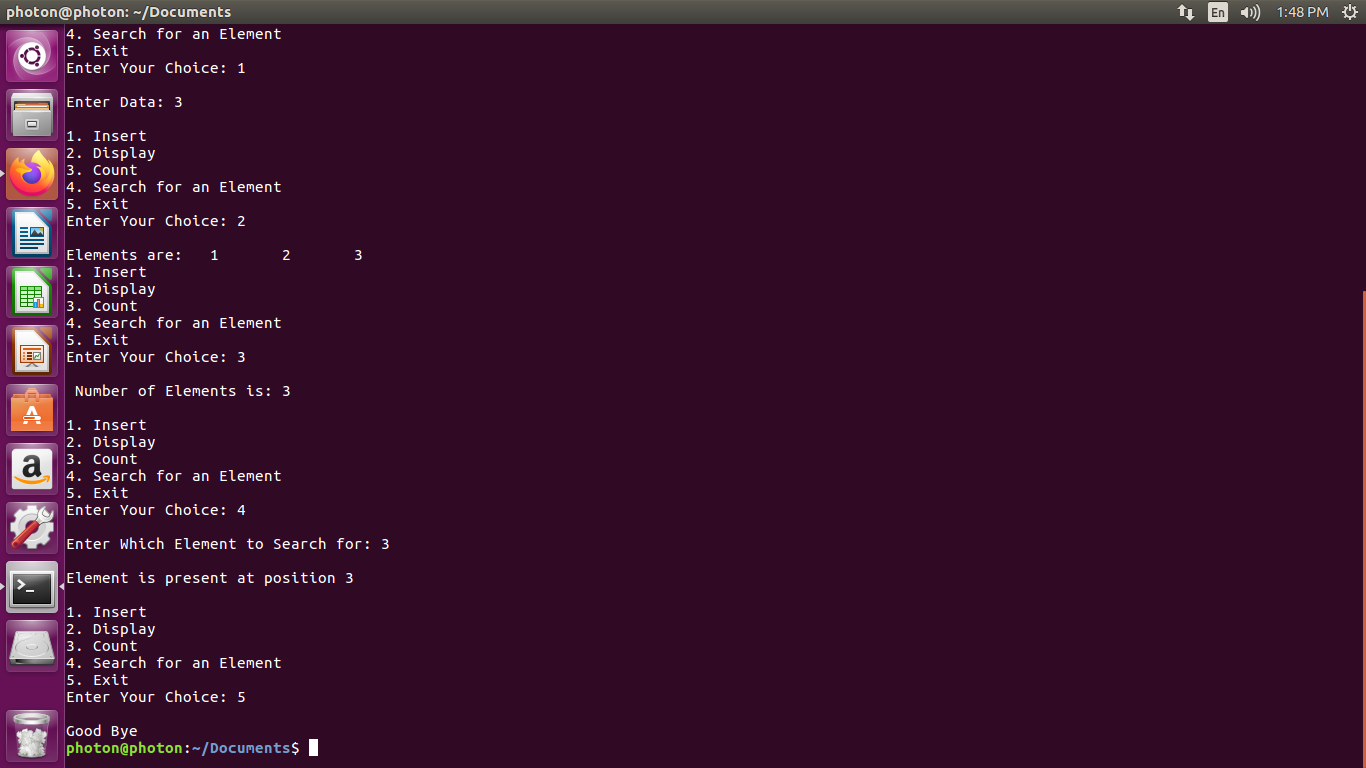 photon@photon: ~/Documents
En
1:48 PM
4. Search for an Element
5. Exit
Enter Your Choice: 1
Enter Data: 3
1. Insert
2. Display
3. Count
4. Search for an Element
5. Exit
Enter Your Choice: 2
Elements are:   1       2       3
1. Insert
2. Display
3. Count
4. Search for an Element
5. Exit
Enter Your Choice: 3
Number of Elements is: 3
1. Insert
2. Display
3. Count
4. Search for an Element
5. Exit
Enter Your Choice: 4
Enter Which Element to Search for: 3
Element is present at position 3
1. Insert
2. Display
3. Count
4. Search for an Element
5. Exit
Enter Your Choice: 5
Good Bye
photon@photon:~/Documents$